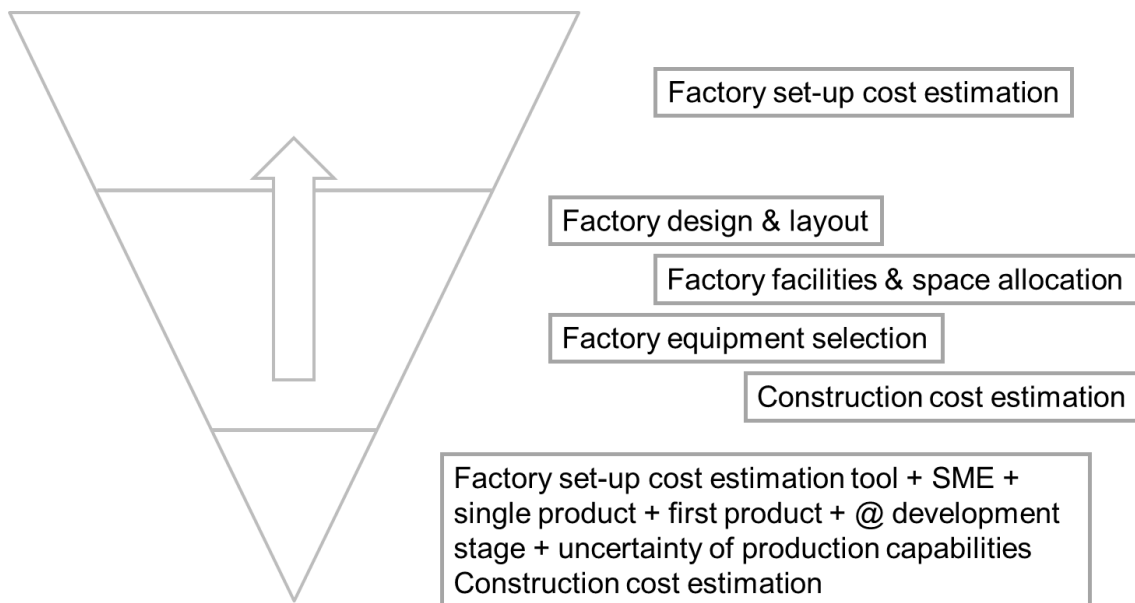 Factory set-up cost estimation
Factory design & layout
Factory facilities & space allocation
Factory equipment selection
Construction cost estimation
Factory set-up cost estimation tool + SME +
single product + first product + @ development
stage + uncertainty of production capabilities
Construction cost estimation